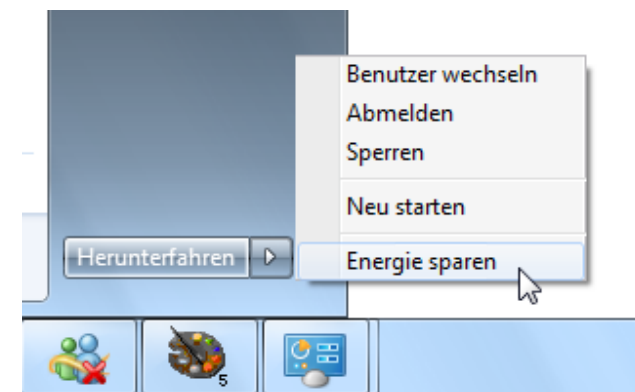 Benutzer wechseln
Abmelden
Sperren
Neu starten
Herunterfahren
Energie sparen
5